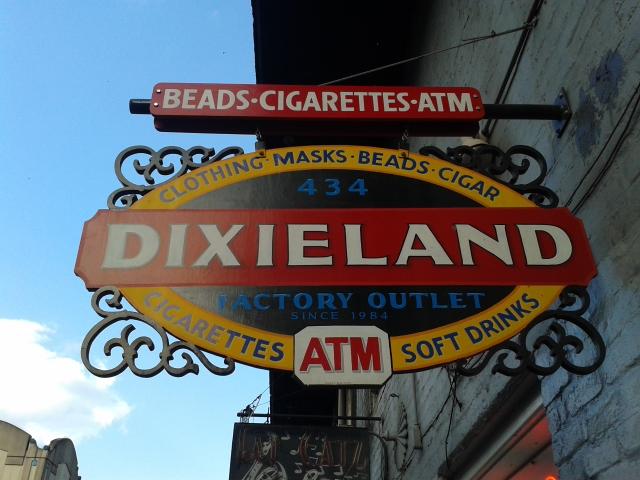 BEADS·CIGARETTES·ATM
CLOTHING·MASKS·BEADS·CIGAR
434
DIXIELAND
FACTORY OUTLET
SINCE 1984
CIGARETTES
ATM
SOFT DRINKS